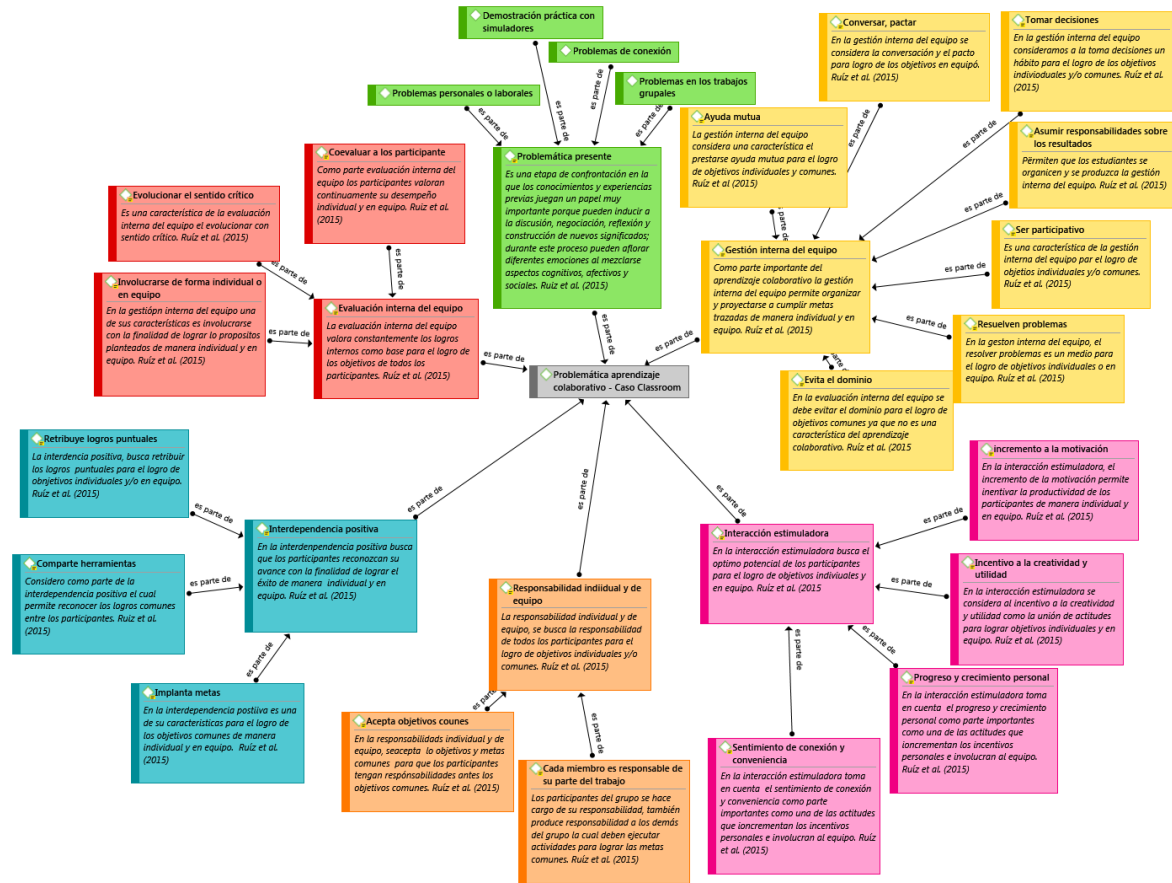 Demostración práctica con
simuladores
Problemas de conexión
Problemas personales o laborales
Problemas en los trabajos
grupales
es parte de
es parte de
es parte de
es parte de
Problemática presente
Es una etapa de confrontación en la
que los conocimientos y experiencias
previas juegan un papel muy
importante porque pueden inducir a
la discusión, negociación, reflexión y
construcción de nuevos significados;
durante este proceso pueden aflorar
diferentes emociones al mezclarse
aspectos cognitivos, afectivos y
sociales. Ruiz et al. (2015)
es parte de
Conversar, pactar
En la gestión interna del equipo se
considera la conversación y el pacto
para logro de los objetivos en equipó.
Ruíz et al. (2015)
es parte de
Tomar decisiones
En la gestión interna del equipo
consideramos a la toma decisiones un
hábito para el logro de los objetivos
indivioduales y/o comunes. Ruíz et al.
/2015)
es parte de
Ayuda mutua
La gestión interna del equipo
considera una característica el
prestarse ayuda mutua para el logro
de objetivos individuales y comunes.
Ruíz et al (2015)
es parte de
Asumir responsabilidades sobre
los resultados
Përmiten que los estudiantes se
organicen y se produzca la gestión
interna del equipo. Ruíz et al. (2015)
es parte de
Ser participativo
Es una característica de la gestión
interna del equipo par el logro de
objetios individuales y/o comunes.
Ruíz et al. (2015)
es parte de
Gestión interna del equipo
Como parte importante del
aprendizaje colaborativo la gestión
interna del equipo permite organizar
y proyectarse a cumplir metas
trazadas de manera individual y en
equipo. Ruíz et al. (2015)
es parte de
Resuelven problemas
En la geston interna del equipo, el
resolver problemas es un medio para
el logro de objetivos individuales o en
equipo. Ruíz et al. (2015)
es parte de
Evita el dominio
En la evaluación interna del equipo se
debe evitar el dominio para el logro de
objetivos comunes ya que no es una
característica del aprendizaje
colaborativo. Ruíz et al. (2015
es parte de
Coevaluar a los participante
Como parte evaluación interna del
equipo los participantes valoran
continuamente su desempeño
individual y en equipo. Ruiz et al.
(2015)
es parte de
Evolucionar el sentido crítico
Es una característica de la evaluación
interna del equipo el evolucionar con
sentido crítico. Ruíz et al. (2015)
es parte de
Involucrarse de forma individual o
en equipo
En la gestiópn interna del equipo una
de sus características es involucrarse
con la finalidad de lograr lo propositos
planteados de manera individual y en
equipo. Ruíz et al. (2015)
es parte de
Evaluación interna del equipo
La evaluación interna del equipo
valora constantemente los logros
internos como base para el logro de
los objetivos de todos los
participantes. Ruíz et al. (2015)
es parte de
Problemática aprendizaje
colaborativo - Caso Classroom
Retribuye logros puntuales
La interdencia positiva, busca retribuir
los logros puntuales para el logro de
onjetivos individuales y/o en equipo.
Ruíz et al. (2015)
es parte de
Comparte herramientas
Considero como parte de la
interdependencia positiva el cual
permite reconocer los logros comunes
entre los participantes. Ruiz et al.
(2015)
es parte de
Interdependencia positiva
En la interdenpendencia positiva busca
que los participantes reconozcan su
avance con la finalidad de lograr el
éxito de manera individual y en
equipo. Ruíz et al. (2015)
es parte de
Implanta metas
En la interdependencia postiiva es una
de su caracteristicas para el logro de
los objetivos comunes de manera
individual y en equipo. Ruíz et al.
(2015)
es parte de
Responsabilidad indiidual y de
equipo
La responsabilidad individual y de
equipo, se busca la responsabilidad
de todos los participantes para el
logro de objetivos individuales y/o
comunes. Ruíz et al. (2015)
es parte de
Acepta objetivos counes
En la responsabilidads individual y de
equipo, seacepta lo objetivos y metas
comunes para que los participantes
tengan respónsabilidades antes los
objetivos comunes. Ruíz et al. (2015)
es parte de
Cada miembro es responsable de
su parte del trabajo
Los participantes del grupo se hace
cargo de su responsabilidad, también
produce responsabilidad a los demás
del grupo la cual deben ejecutar
actividades para lograr las metas
comunes. Ruíz et al. (2015)
es parte de
Interacción estimuladora
En la interacción estimuladora busca el
optimo potencial de los participantes
para el logro de objetivos indiviuales y
en equipo. Ruíz et al. (2015
es parte de
incremento a la motivación
En la interacción estimuladora, el
incremento de la motivación permite
inentivar la productividad de los
participantes de manera individual y
en equipo. Ruíz et al. (2015)
es parte de
Incentivo a la creatividad y
utilidad
En la interacción estimuladora se
considera al incentivo a la creatividad
y utilidad como la unión de actitudes
para lograr objetivos individuales y en
equipo. Ruíz et al. (2015)
es parte de
Progreso y crecimiento personal
En la interacción estimuladora toma
en cuenta el progreso y crecimiento
personal como parte importantes
como una de las actitudes que
ioncrementan los incentivos
personales e involucran al equipo.
Ruíz et al. (2015)
es parte de
Sentimiento de conexión y
conveniencia
En la interacción estimuladora toma
en cuenta el sentimiento de conexión
y conveniencia como parte
importantes como una de las actitudes
que ioncrementan los incentivos
personales e involucran al equipo. Ruíz
et al. (2015)
es parte de